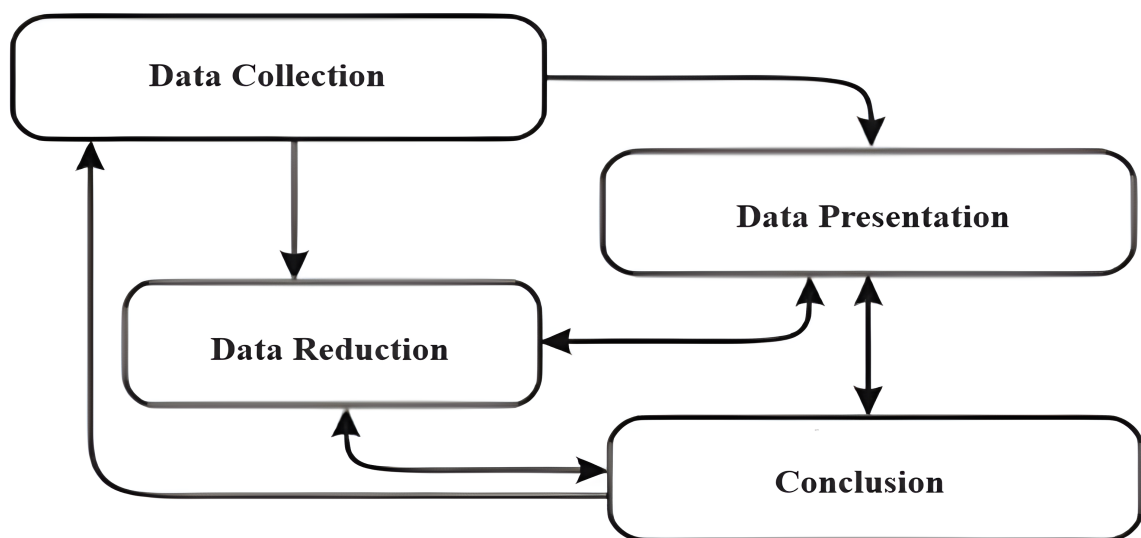 Data Collection
Data Presentation
Data Reduction
Conclusion